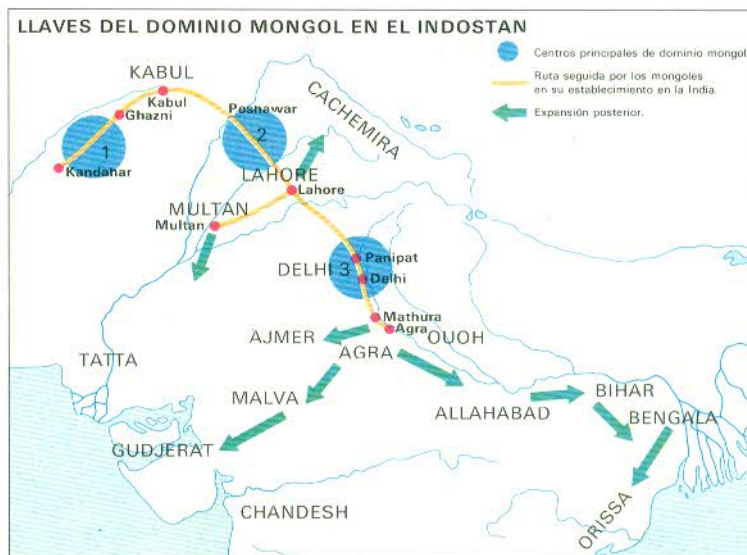 LLAVES DEL DOMINIO MONGOL EN EL INDOSTAN
Centros principales de dominio mongol
Ruta seguida por los mongoles
en su establecimiento en la India.
Expansión posterior.
KABUL
Kabul
Ghazni
1
Kandahar
Peshawar
2
CACHEMIRA
LAHORE
Lahore
MULTAN
Multan
DELHI 3
Panipat
Delhi
Mathura
Agra
OUOH
AJMER
AGRA
TATTA
MALVA
ALLAHABAD
BIHAR
BENGALA
GUDJERAT
CHANDESH
ORISSA